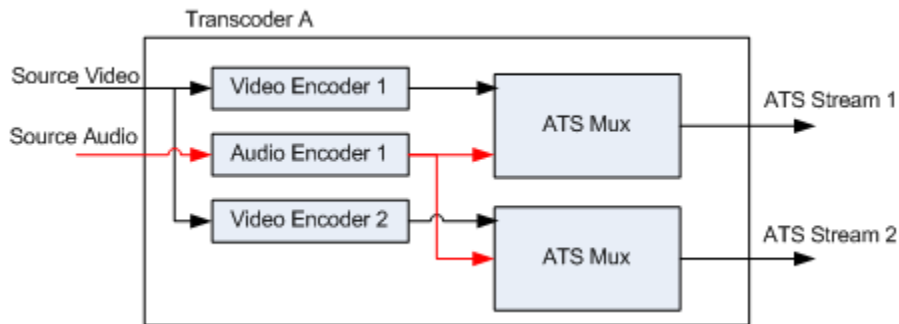 Transcoder A
Source Video
Video Encoder 1
ATS Mux
ATS Stream 1
Source Audio
Audio Encoder 1
Video Encoder 2
ATS Mux
ATS Stream 2